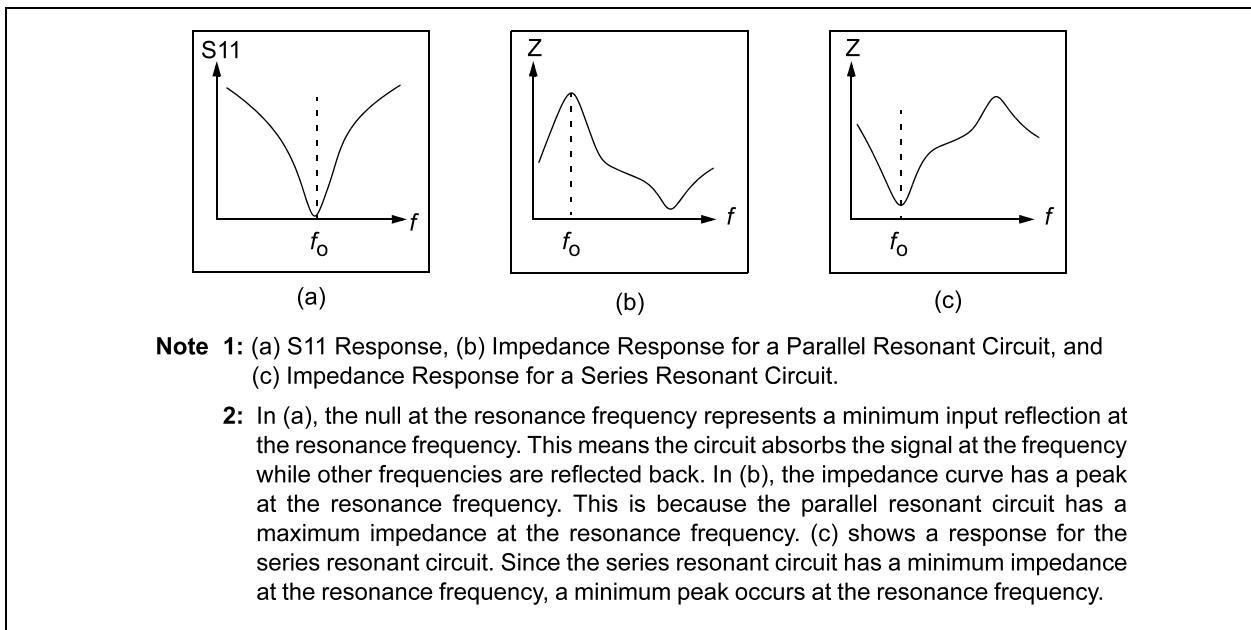 S11
f
fo
(a)
Z
f
fo
(b)
Z
f
fo
(c)
Note 1: (a) S11 Response, (b) Impedance Response for a Parallel Resonant Circuit, and
(c) Impedance Response for a Series Resonant Circuit.
2: In (a), the null at the resonance frequency represents a minimum input reflection at
the resonance frequency. This means the circuit absorbs the signal at the frequency
while other frequencies are reflected back. In (b), the impedance curve has a peak
at the resonance frequency. This is because the parallel resonant circuit has a
maximum impedance at the resonance frequency. (c) shows a response for the
series resonant circuit. Since the series resonant circuit has a minimum impedance
at the resonance frequency, a minimum peak occurs at the resonance frequency.